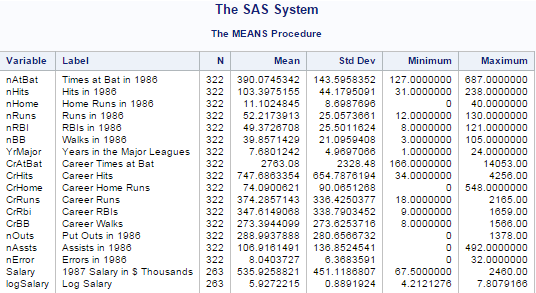 The SAS System
The MEANS Procedure
Variable Label N Mean Std Dev Minimum Maximum
nAtBat Times at Bat in 1986 322 390.0745342 143.5958352 127.0000000 687.0000000
nHits Hits in 1986 322 103.3975155 44.1795091 31.0000000 238.0000000
nHome Home Runs in 1986 322 11.1024845 8.6987696 0 40.0000000
nRuns Runs in 1986 322 52.2173913 25.0573661 12.0000000 130.0000000
nRBI RBIs in 1986 322 49.3726708 25.5011624 8.0000000 121.0000000
nBB Walks in 1986 322 39.8571429 21.0959408 3.0000000 105.0000000
YrMajor Years in the Major Leagues 322 7.6801242 4.9697066 1.0000000 24.0000000
CrAtBat Career Times at Bat 322 2763.08 2328.48 166.0000000 14053.00
CrHits Career Hits 322 747.6863354 654.7876194 34.0000000 4256.00
CrHome Career Home Runs 322 74.0900621 90.0651268 0 548.0000000
CrRuns Career Runs 322 374.2857143 336.4250377 18.0000000 2165.00
CrRbi Career RBIs 322 347.6149068 338.7903452 9.0000000 1659.00
CrBB Career Walks 322 273.3944099 273.6253716 8.0000000 1566.00
nOuts Put Outs in 1986 322 288.9937888 280.6566732 0 1378.00
nAssts Assists in 1986 322 106.9161491 136.8524541 0 492.0000000
nError Errors in 1986 322 8.0403727 6.3683591 0 32.0000000
Salary 1987 Salary in $ Thousands 263 535.9258821 451.1186807 67.5000000 2460.00
logSalary Log Salary 263 5.9272215 0.8891924 4.2121276 7.8079166